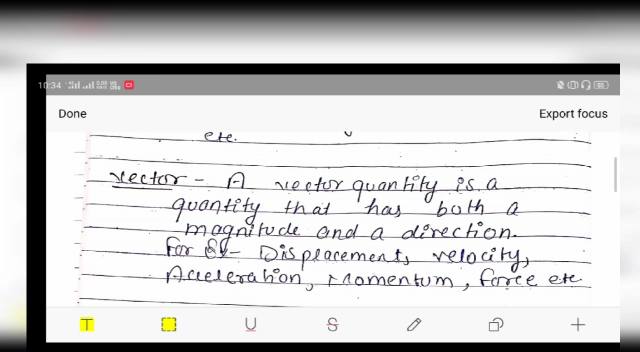 10:34
Done
Export focus
etc.
Vector - A vector quantity is a
quantity that has both a
magnitude and a direction.
for eg- Displacement, velocity,
Acceleration, Momentum, force etc
T
U
S